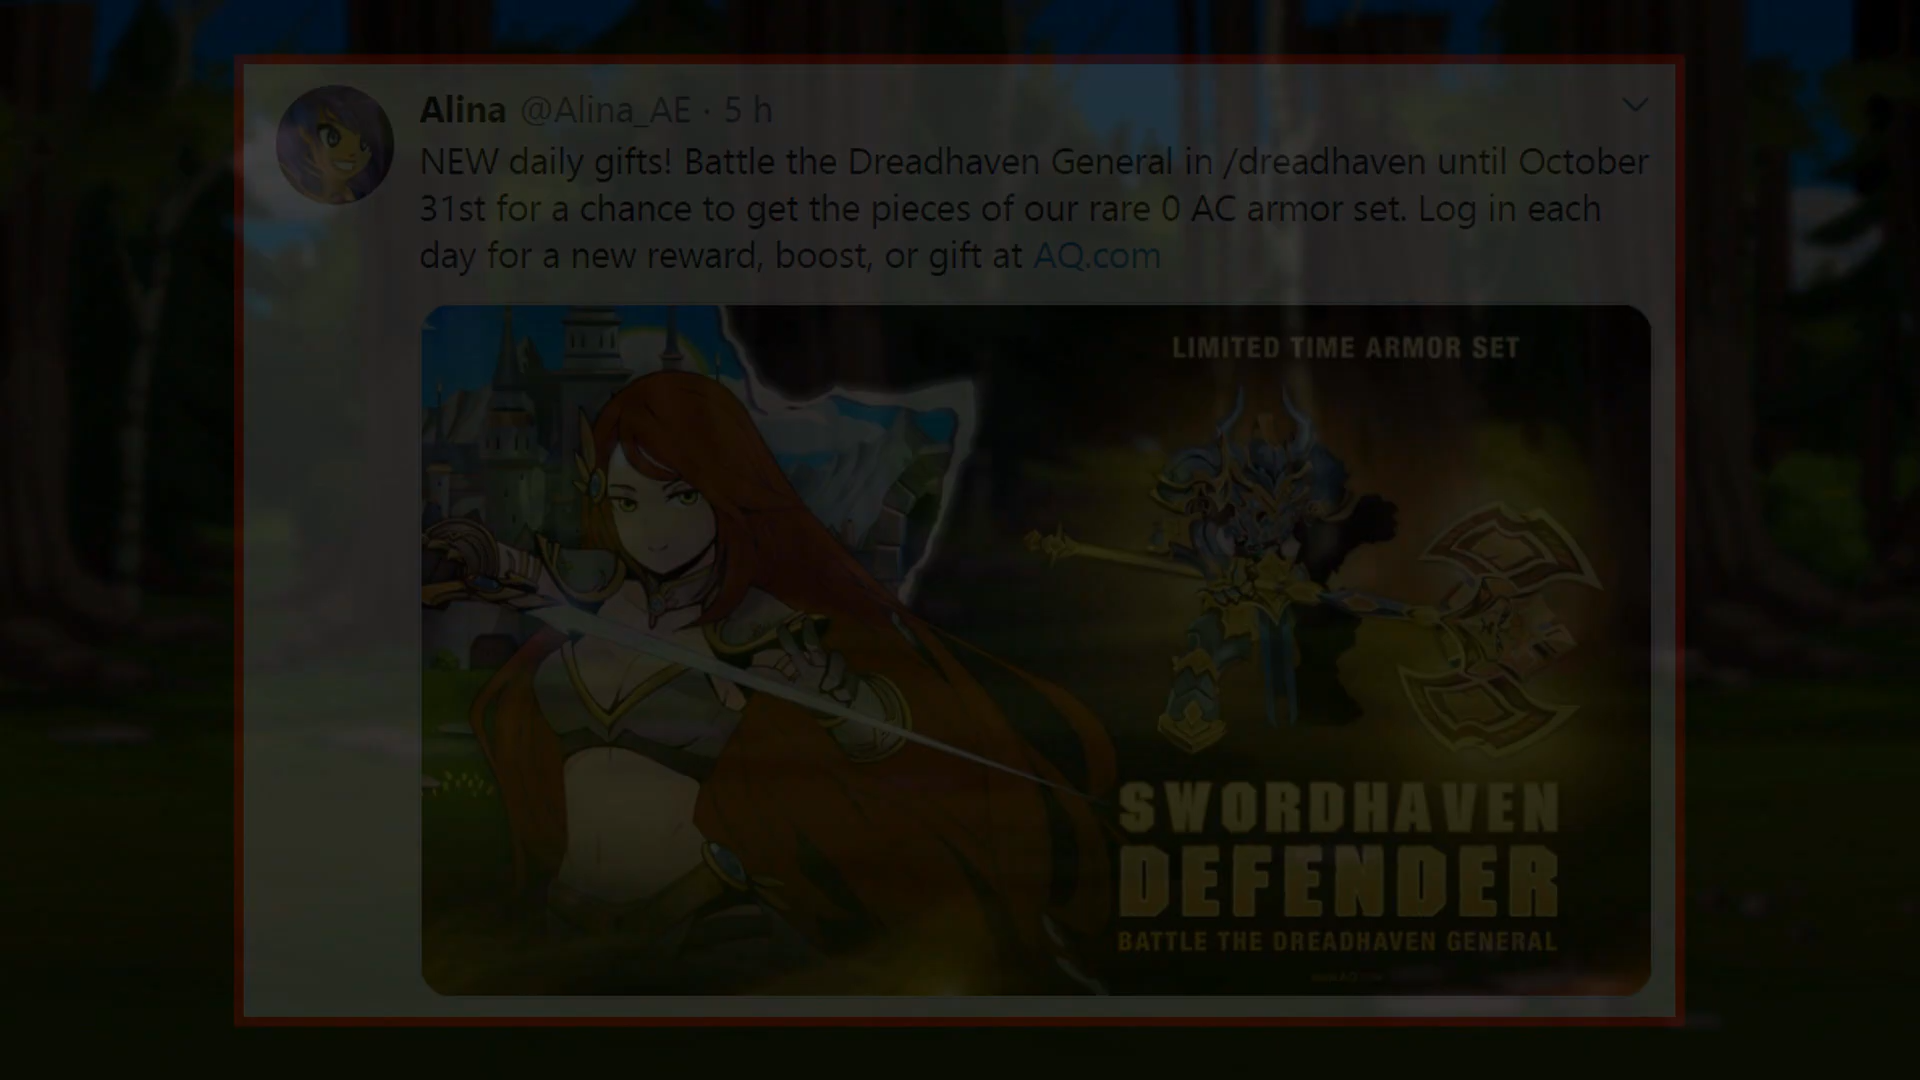 Alina @Alina_AE · 5 h
NEW daily gifts! Battle the Dreadhaven General in /dreadhaven until October
31st for a chance to get the pieces of our rare 0 AC armor set. Log in each
day for a new reward, boost, or gift at AQ.com
LIMITED TIME ARMOR SET
SWORDHAVEN
DEFENDER
BATTLE THE DREADHAVEN GENERAL